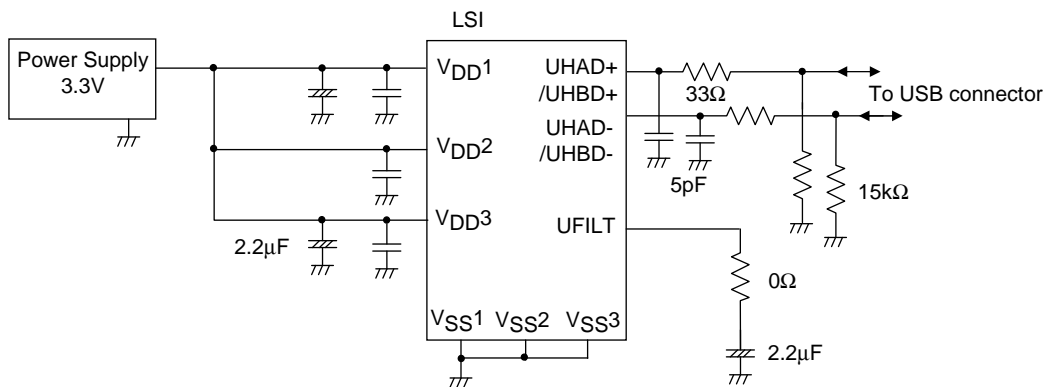 LSI
Power Supply
3.3V
VDD1
UHAD+
/UHBD+
33Ω
To USB connector
UHAD-
/UHBD-
VDD2
5pF
15kΩ
VDD3
2.2μF
UFILT
0Ω
VSS1
VSS2
VSS3
2.2μF